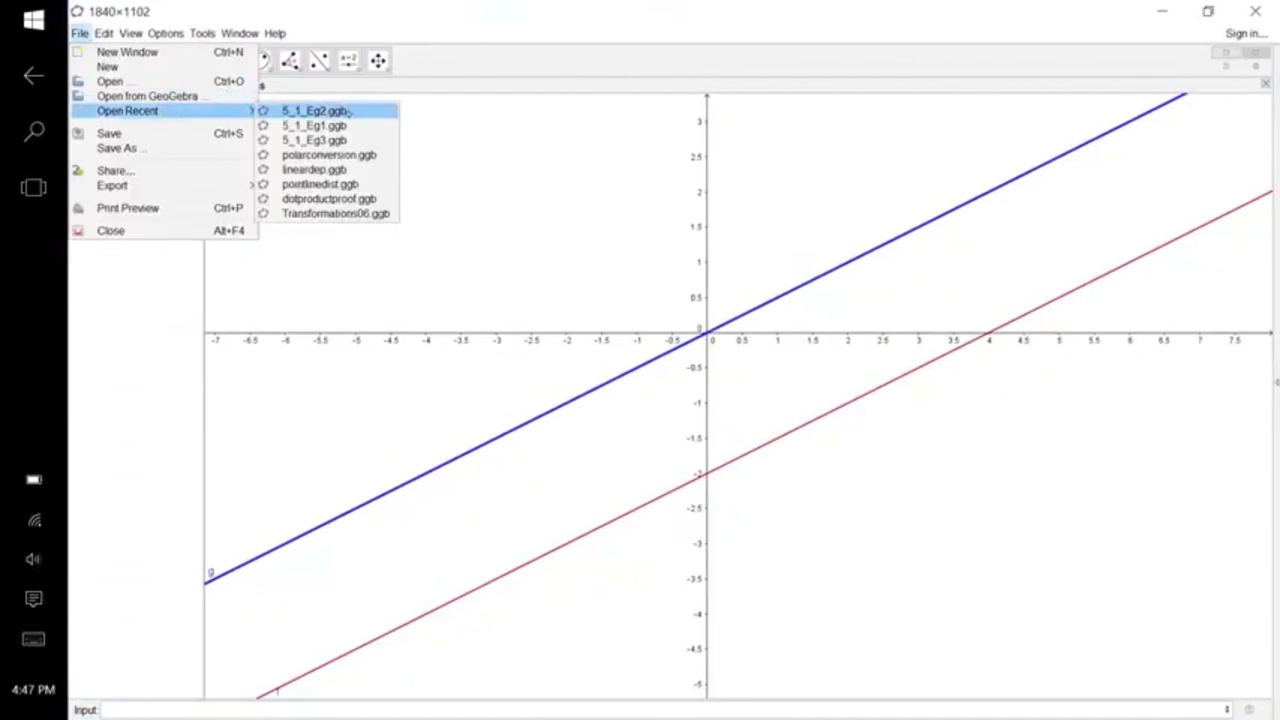 1840×1102
File Edit View Options Tools Window Help
Sign in...
New Window Ctrl+N
New
Open ... Ctrl+O
Open from GeoGebra ...
Open Recent
Save Ctrl+S
Save As ...
Share...
Export
Print Preview Ctrl+P
Close Alt+F4
5_1_Eg2.ggb
5_1_Eg1.ggb
5_1_Eg3.ggb
polarconversion.ggb
lineardep.ggb
pointlinedist.ggb
dotproductproof.ggb
Transformations06.ggb
a=2
s
3
2.5
2
1.5
1
0.5
0
-7 -6.5 -6 -5.5 -5 -4.5 -4 -3.5 -3 -2.5 -2 -1.5 -1 -0.5 0 0.5 1 1.5 2 2.5 3 3.5 4 4.5 5 5.5 6 6.5 7 7.5
-0.5
-1
-1.5
-2
-2.5
-3
-3.5
-4
-4.5
-5
g
f
4:47 PM
Input: